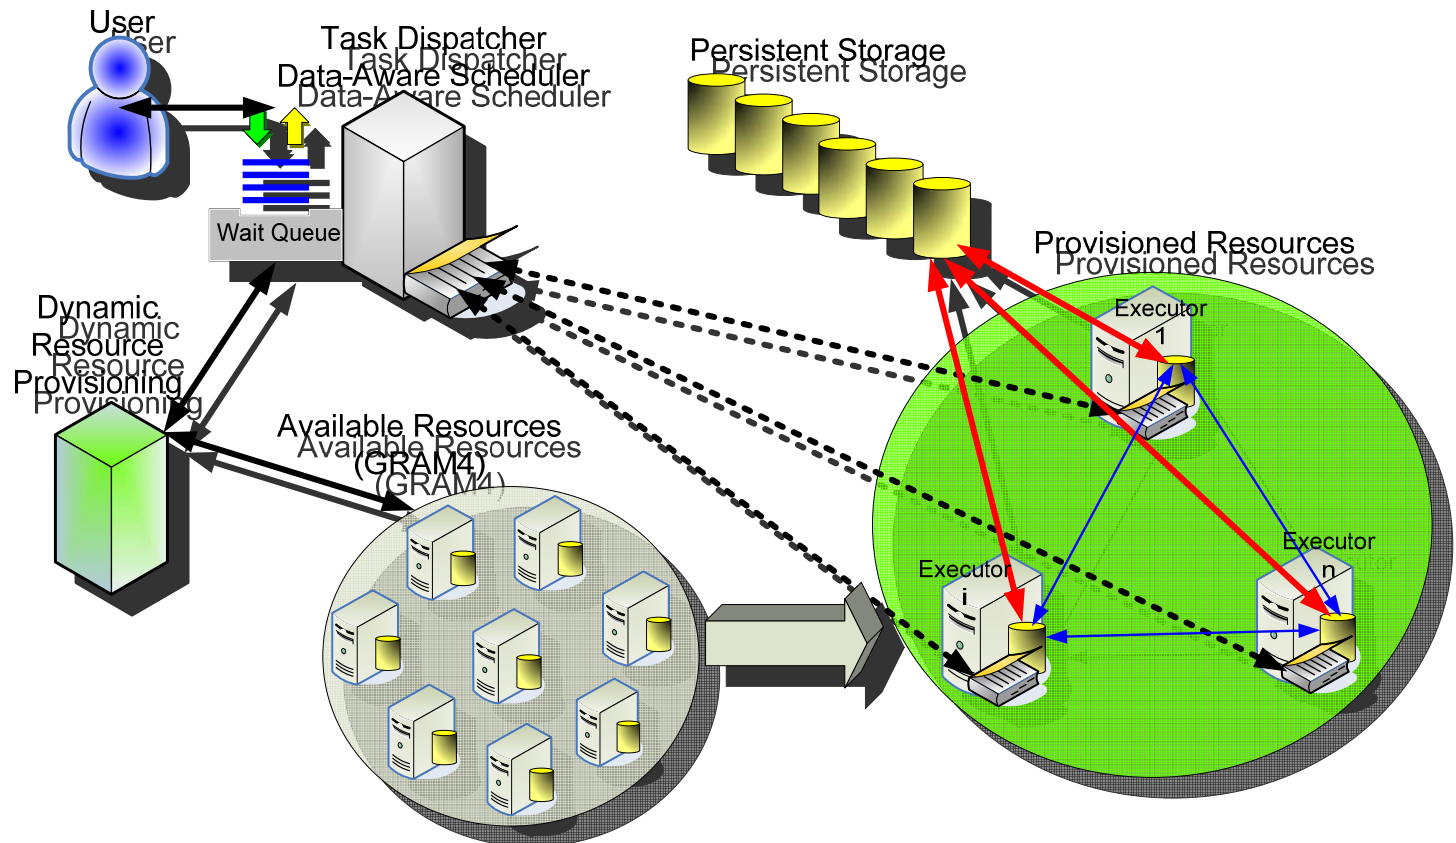 User
Task Dispatcher
Data-Aware Scheduler
Persistent Storage
Wait Queue
Provisioned Resources
Executor
1
Dynamic
Resource
Provisioning
Available Resources
(GRAM4)
Executor
i
Executor
n